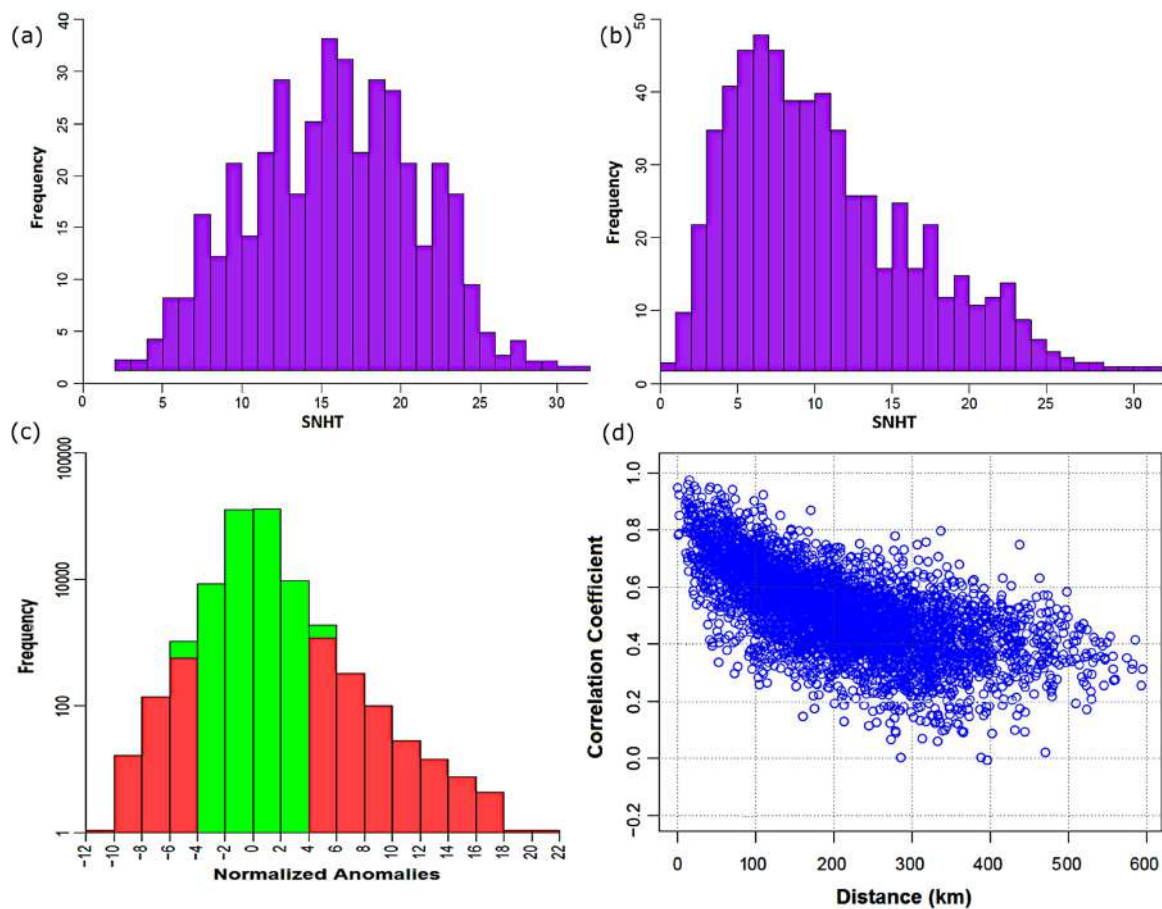 (a)
40
30
25
20
15
10
5
0
Frequency
0 5 10 15 20 25 30
SNHT
(b)
50
40
30
20
10
0
Frequency
0 5 10 15 20 25 30
SNHT
(c)
100000
10000
100
1
Frequency
−12 −10 −8 −6 −4 −2 0 2 4 6 8 10 12 14 16 18 20 22
Normalized Anomalies
(d)
1.0
0.8
0.6
0.4
0.2
0.0
−0.2
Correlation Coefficient
0 100 200 300 400 500 600
Distance (km)